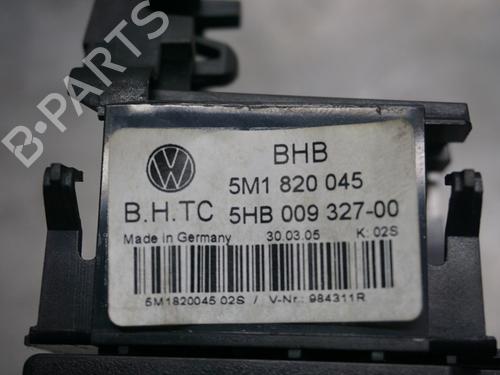 B-PARTS
BHB
5M1 820 045
B.H.TC 5HB 009 327-00
Made in Germany 30.03.05 K: 02S
5M1820045 02S / V-Nr.: 984311R